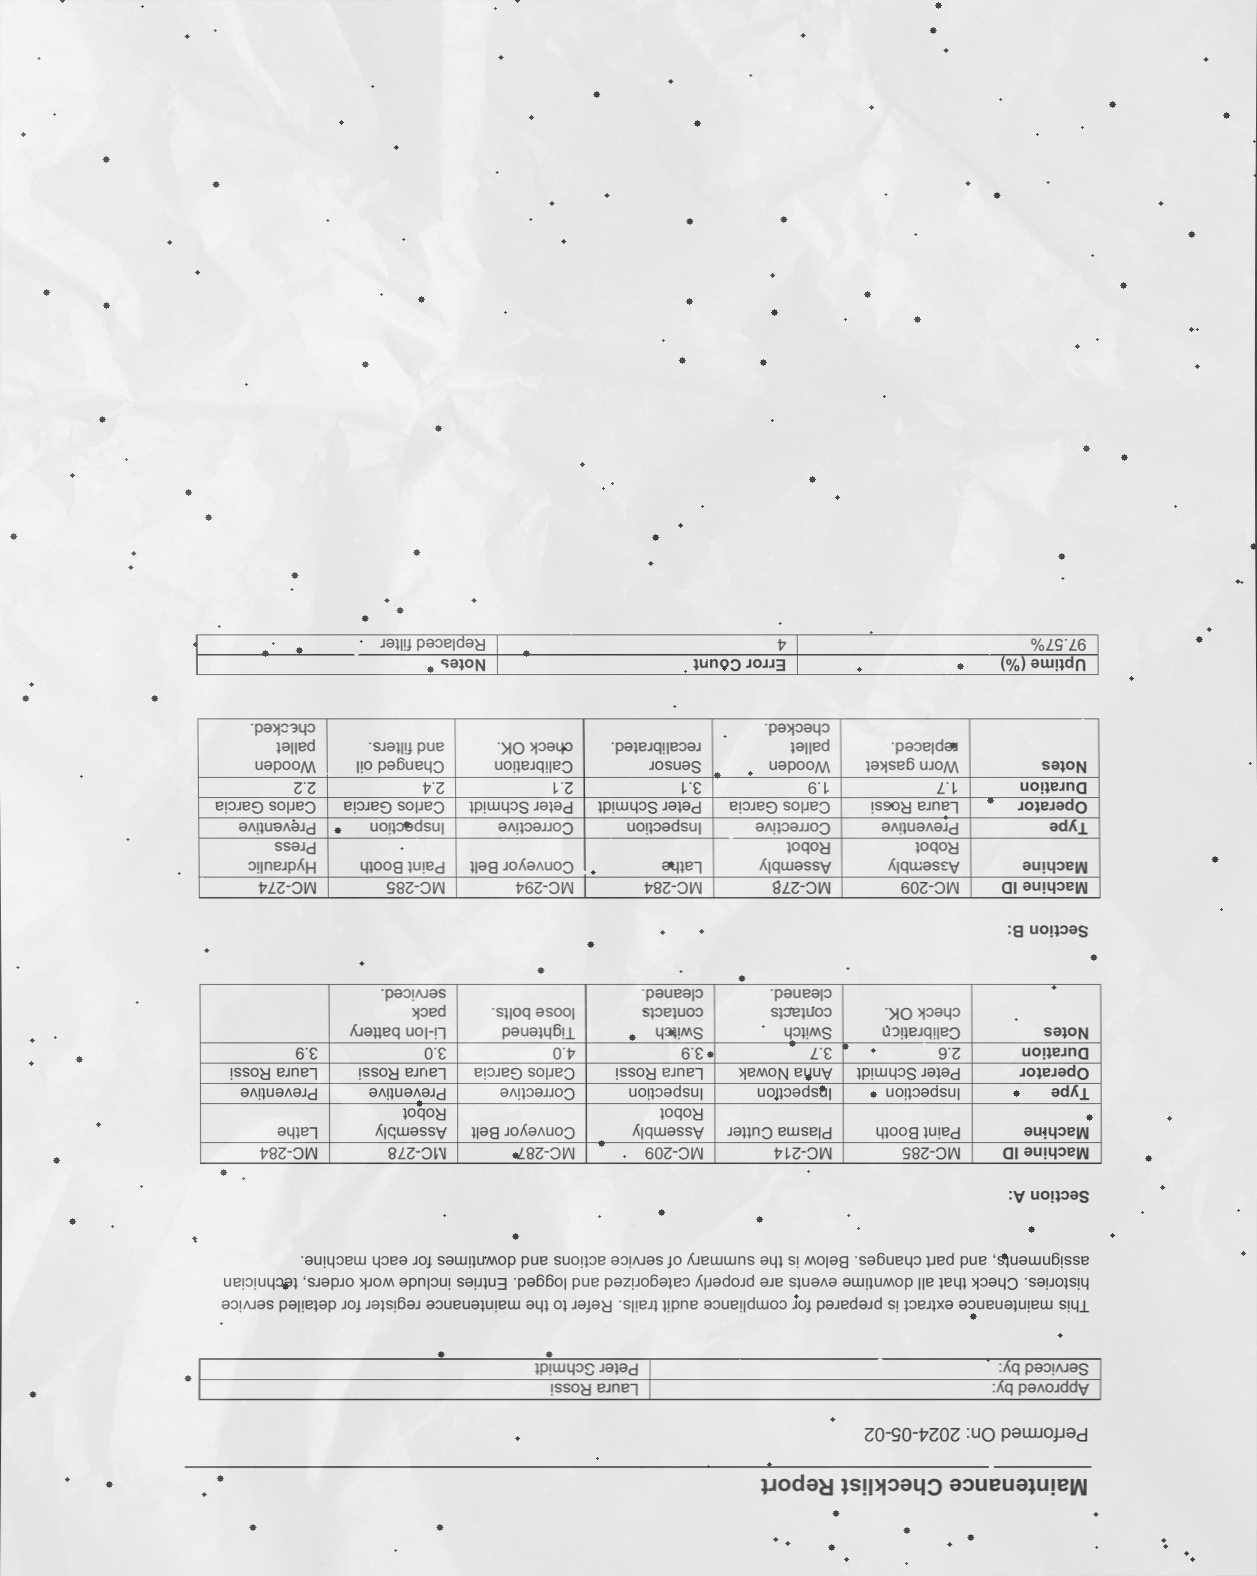 Maintenance Checklist Report
Performed On: 2024-05-02
Approved by: Laura Rossi
Serviced by: Peter Schmidt
This maintenance extract is prepared for compliance audit trails. Refer to the maintenance register for detailed service
histories. Check that all downtime events are properly categorized and logged. Entries include work orders, technician
assignments, and part changes. Below is the summary of service actions and downtimes for each machine.
Section A:
Machine ID MC-285 MC-214 MC-209 MC-287 MC-278 MC-284
Machine Paint Booth Plasma Cutter Assembly Conveyor Belt Assembly Lathe
Robot Robot
Type Inspection Inspection Inspection Corrective Preventive Preventive
Operator Peter Schmidt Anna Nowak Laura Rossi Carlos Garcia Laura Rossi Laura Rossi
Duration 2.6 3.7 3.9 4.0 3.0 3.9
Notes Calibration Switch Switch Tightened Li-Ion battery
check OK. contacts contacts loose bolts. pack
cleaned. cleaned. serviced.
Section B:
Machine ID MC-209 MC-278 MC-284 MC-294 MC-285 MC-274
Machine Assembly Assembly Lathe Conveyor Belt Paint Booth Hydraulic
Robot Robot Press
Type Preventive Corrective Inspection Corrective Inspection Preventive
Operator Laura Rossi Carlos Garcia Peter Schmidt Peter Schmidt Carlos Garcia Carlos Garcia
Duration 1.7 1.9 3.1 2.1 2.4 2.2
Notes Worn gasket Wooden Sensor Calibration Changed oil Wooden
replaced. pallet recalibrated. check OK. and filters. pallet
checked. checked.
Uptime (%) Error Count Notes
97.57% 4 Replaced filter